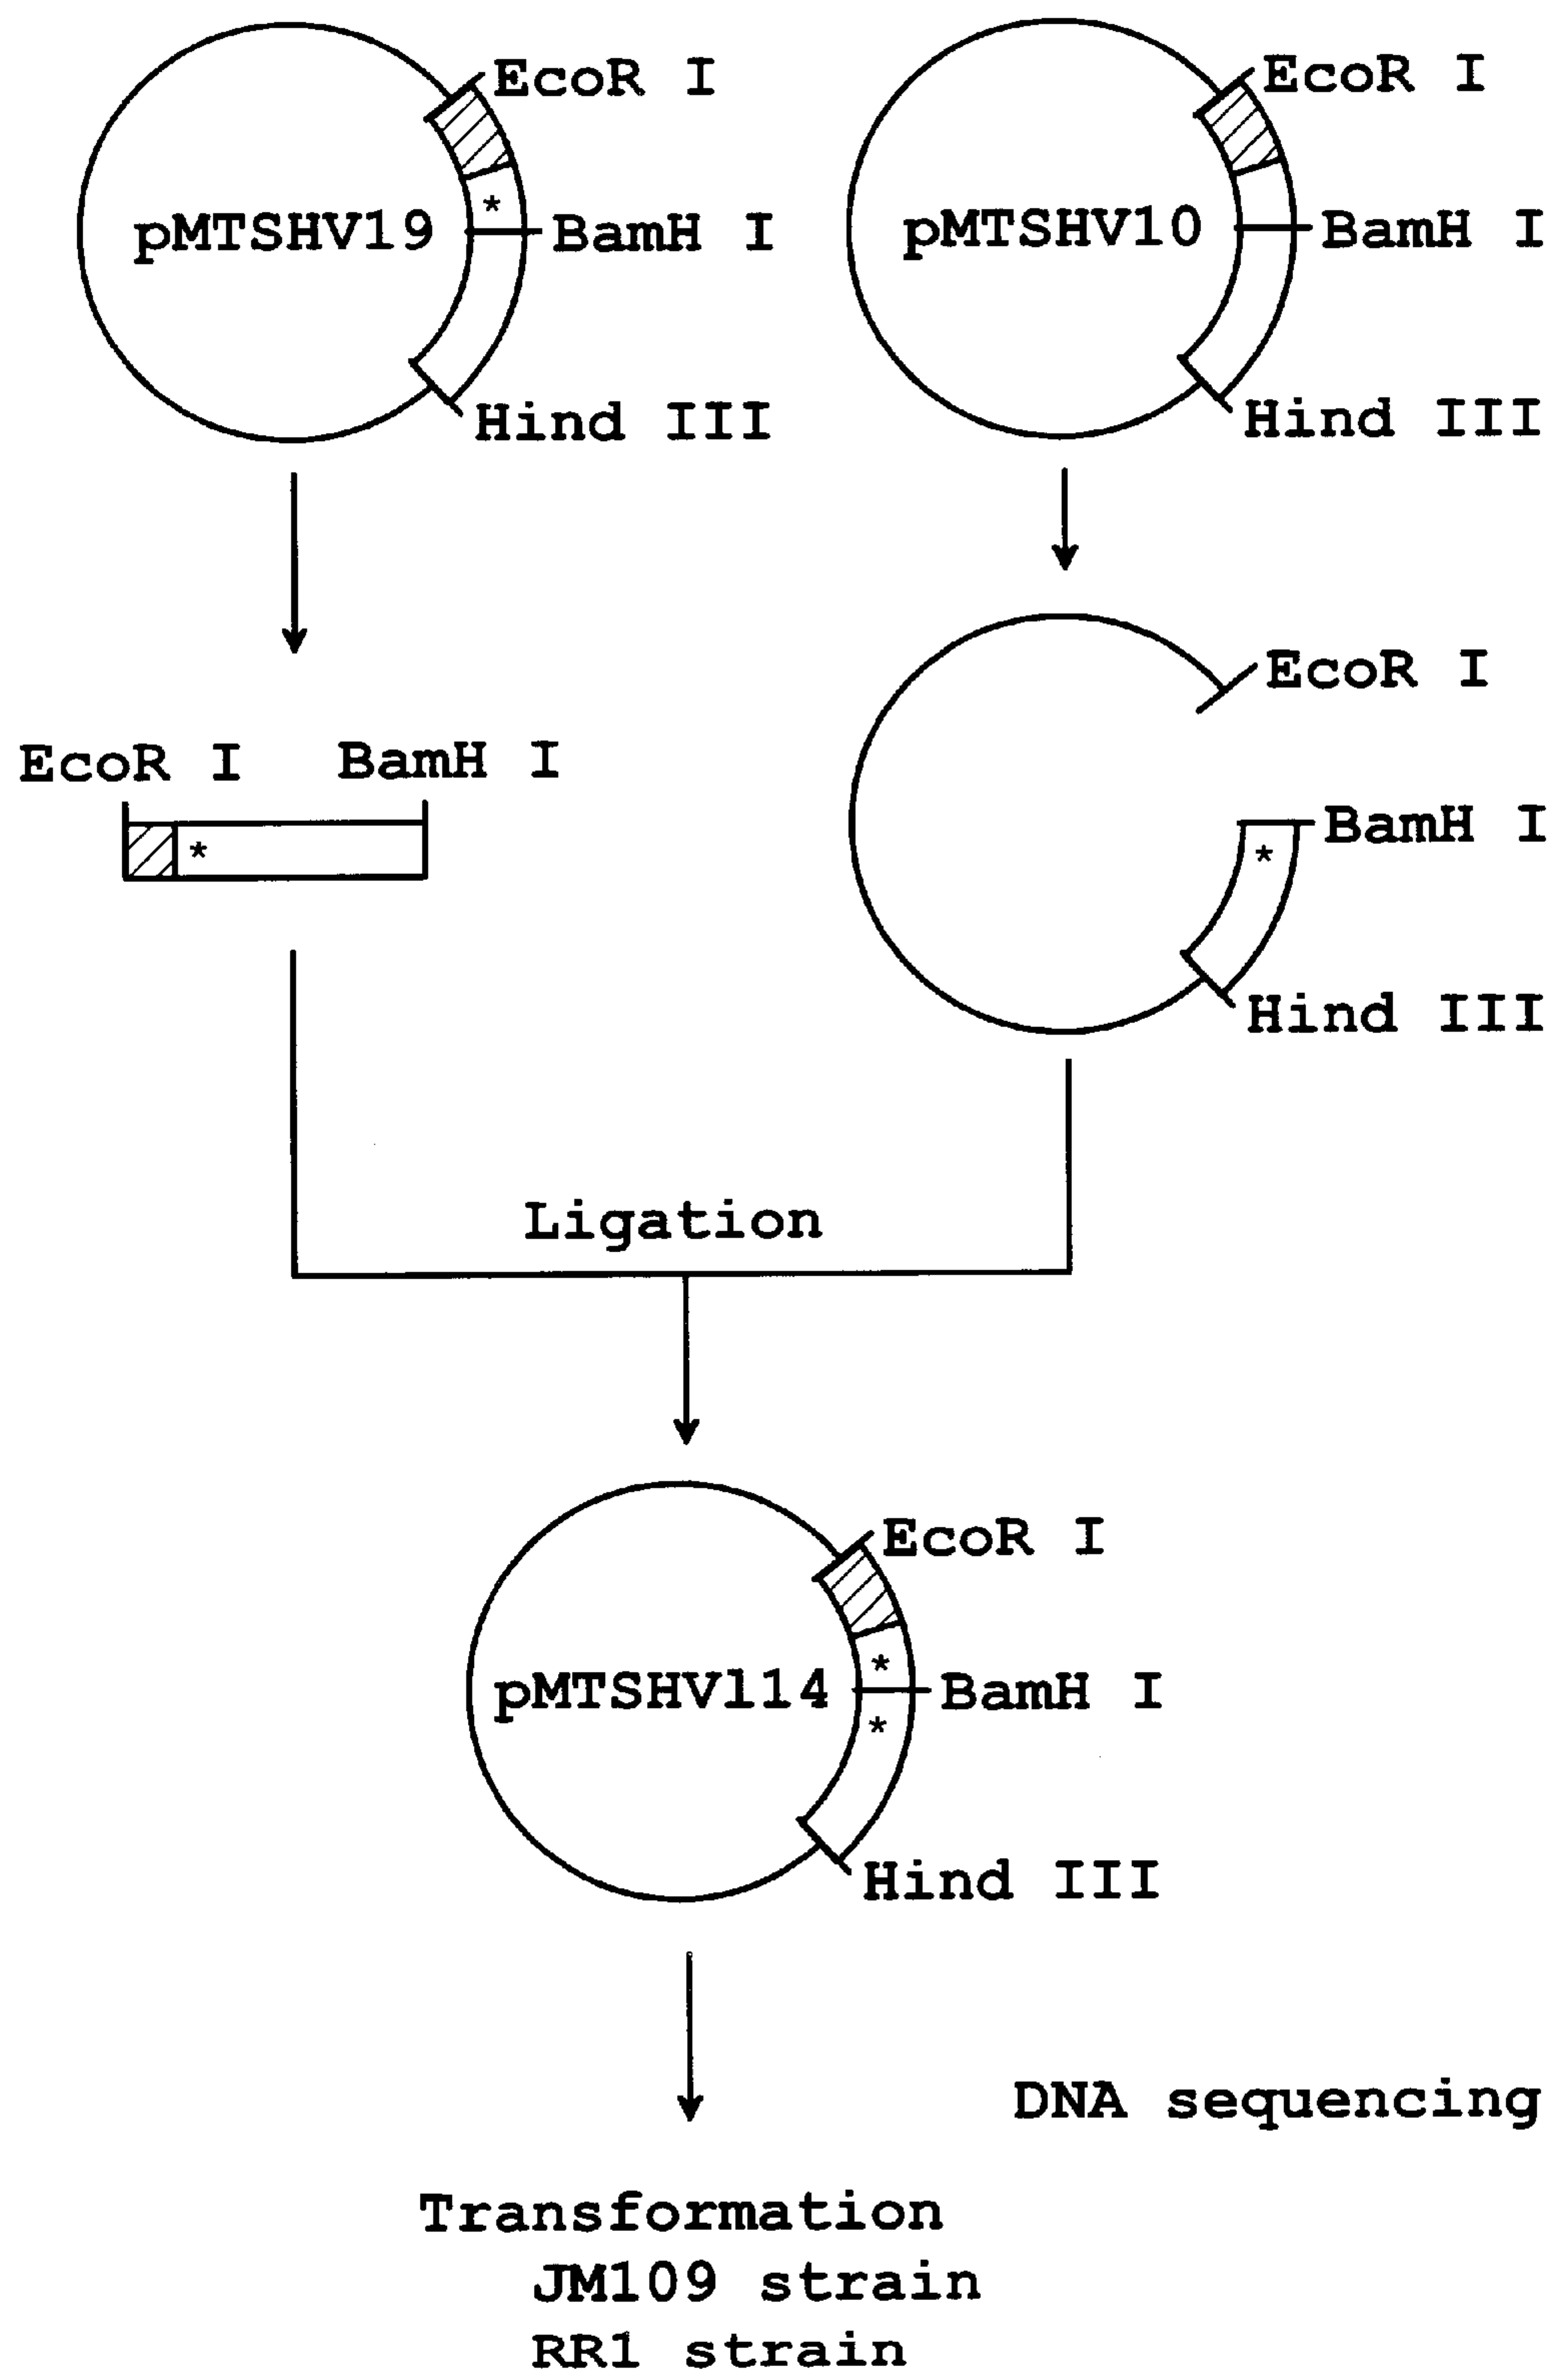 EcoR I
EcoR I
*
pMTSHV19
BamH I
pMTSHV10
BamH I
Hind III
Hind III
EcoR I
EcoR I BamH I
BamH I
*
*
Hind III
Ligation
EcoR I
*
pMTSHV114
BamH I
*
Hind III
DNA sequencing
Transformation
JM109 strain
RR1 strain